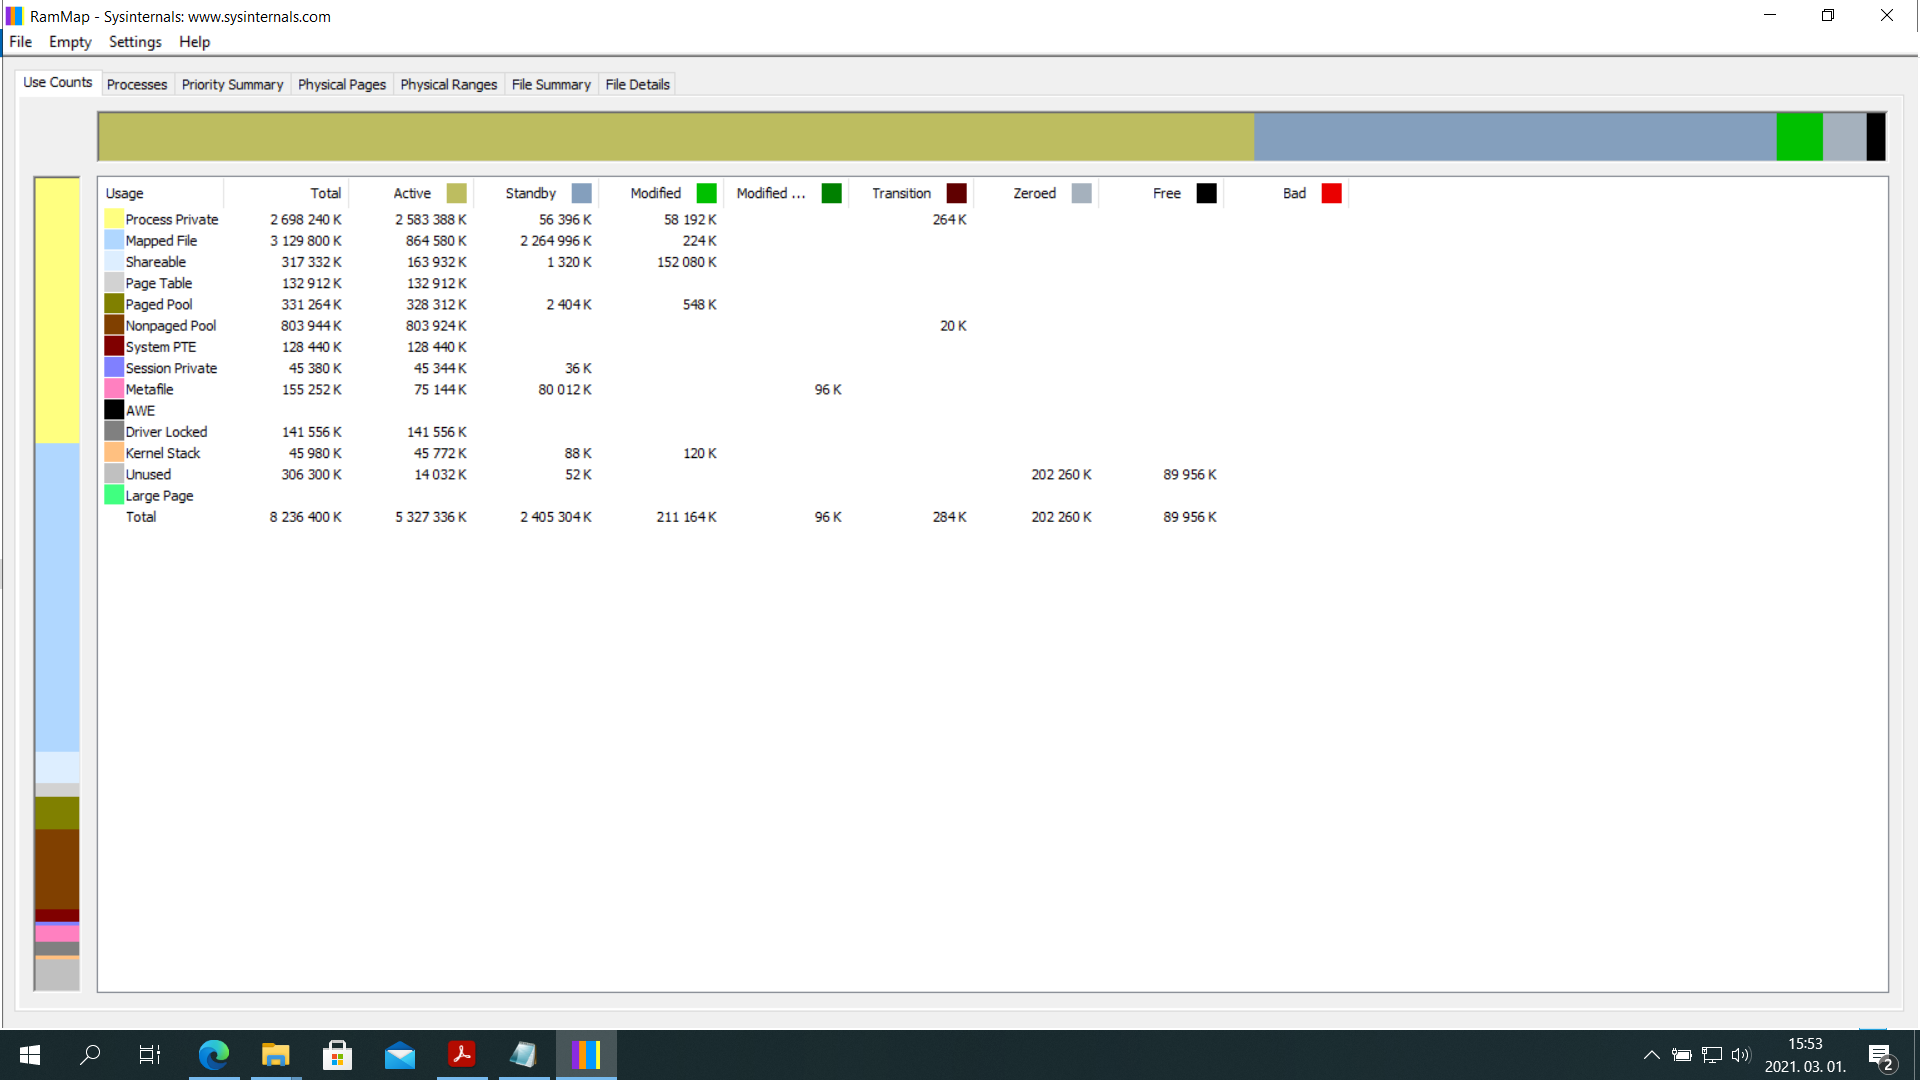 RamMap - Sysinternals: www.sysinternals.com
File Empty Settings Help
Use Counts Processes Priority Summary Physical Pages Physical Ranges File Summary File Details
Usage Total Active Standby Modified Modified ... Transition Zeroed Free Bad
Process Private 2 698 240 K 2 583 388 K 56 396 K 58 192 K 264 K
Mapped File 3 129 800 K 864 580 K 2 264 996 K 224 K
Shareable 317 332 K 163 932 K 1 320 K 152 080 K
Page Table 132 912 K 132 912 K
Paged Pool 331 264 K 328 312 K 2 404 K 548 K
Nonpaged Pool 803 944 K 803 924 K 20 K
System PTE 128 440 K 128 440 K
Session Private 45 380 K 45 344 K 36 K
Metafile 155 252 K 75 144 K 80 012 K 96 K
AWE
Driver Locked 141 556 K 141 556 K
Kernel Stack 45 980 K 45 772 K 88 K 120 K
Unused 306 300 K 14 032 K 52 K 202 260 K 89 956 K
Large Page
Total 8 236 400 K 5 327 336 K 2 405 304 K 211 164 K 96 K 284 K 202 260 K 89 956 K
15:53
2021. 03. 01.
2